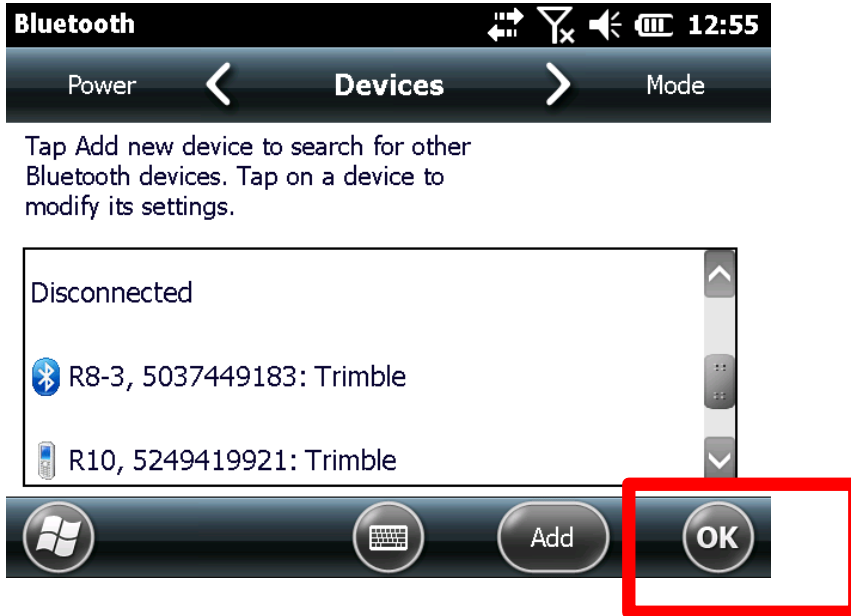 Bluetooth 12:55
Power Devices Mode
Tap Add new device to search for other
Bluetooth devices. Tap on a device to
modify its settings.
Disconnected
R8-3, 5037449183: Trimble
R10, 5249419921: Trimble
Add OK